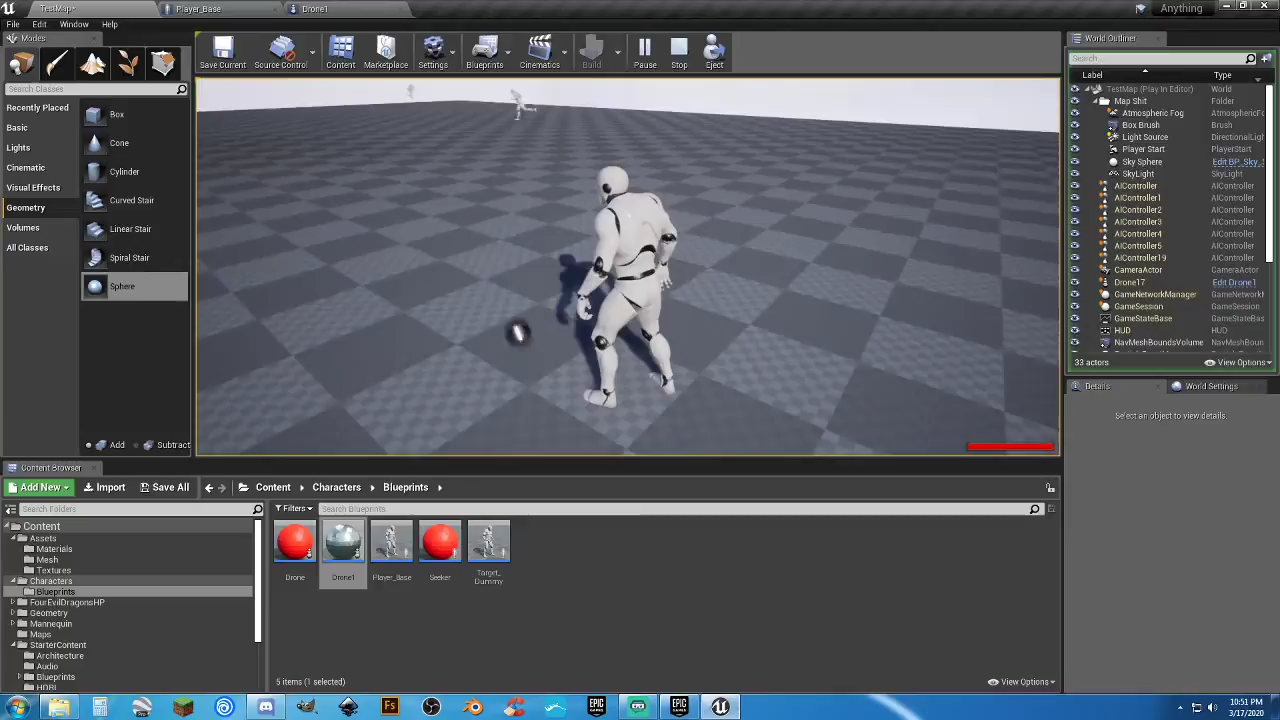 TestMap* Player_Base Drone1 Anything
File Edit Window Help
Modes
Search Classes
Recently Placed
Basic
Lights
Cinematic
Visual Effects
Geometry
Volumes
All Classes
Box
Cone
Cylinder
Curved Stair
Linear Stair
Spiral Stair
Sphere
Add Subtract
Save Current Source Control Content Marketplace Settings Blueprints Cinematics Build Pause Stop Eject
World Outliner
Search...
Label Type
TestMap (Play In Editor) World
Map Shit Folder
Atmospheric Fog AtmosphericFo
Box Brush Brush
Light Source DirectionalLigh
Player Start PlayerStart
Sky Sphere Edit BP_Sky_S
SkyLight SkyLight
AIController AIController
AIController1 AIController
AIController2 AIController
AIController3 AIController
AIController4 AIController
AIController5 AIController
AIController19 AIController
CameraActor CameraActor
Drone17 Edit Drone1
GameNetworkManager GameNetworkM
GameSession GameSession
GameStateBase GameStateBase
HUD HUD
NavMeshBoundsVolume NavMeshBoun
33 actors View Options
Details World Settings
Select an object to view details.
Content Browser
Add New Import Save All Content Characters Blueprints
Search Folders
Filters Search Blueprints
Content
Assets
Materials
Mesh
Textures
Characters
Blueprints
FourEvilDragonsHP
Geometry
Mannequin
Maps
StarterContent
Architecture
Audio
Blueprints
HDRI
Drone Drone1 Player_Base Seeker Target_
Dummy
5 items (1 selected) View Options
Fs EPIC EPIC
10:51 PM
3/17/2020